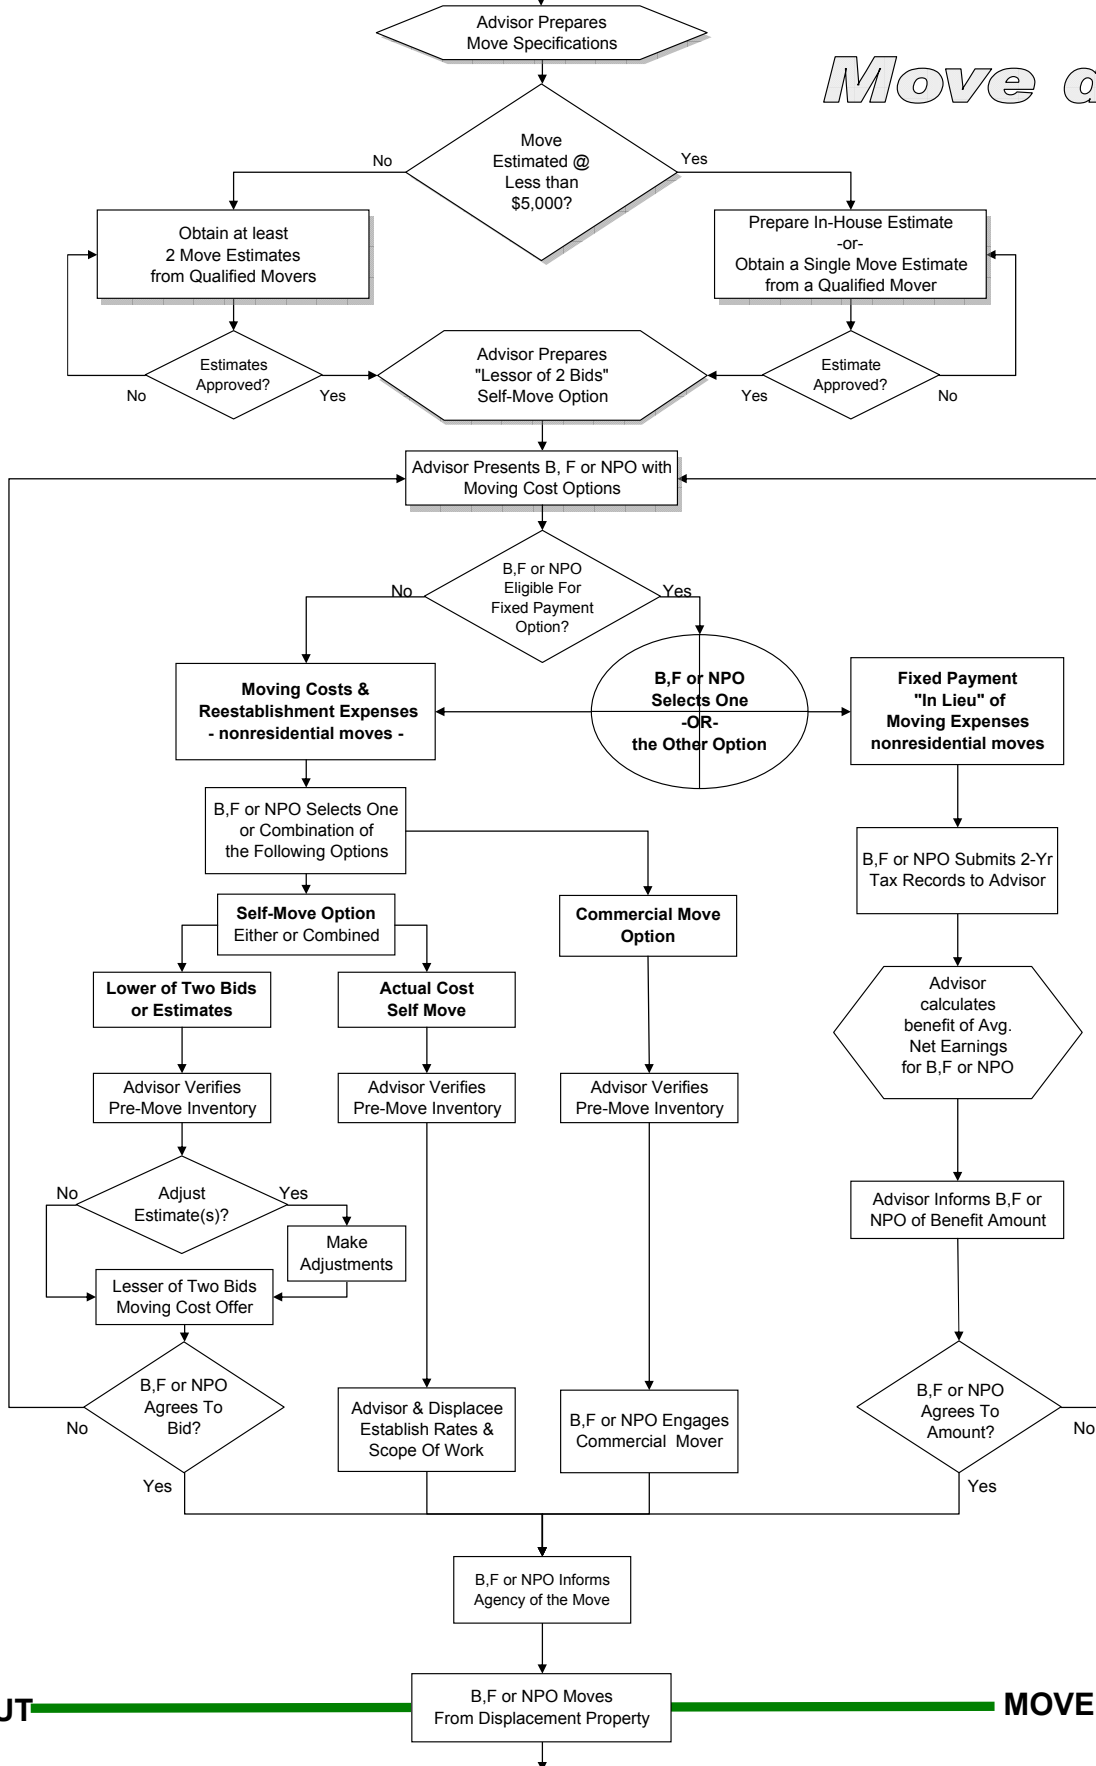 Advisor Prepares
Move Specifications
Move
Move
Estimated @
Less than
$5,000?
No
Yes
Obtain at least
2 Move Estimates
from Qualified Movers
Prepare In-House Estimate
-or-
Obtain a Single Move Estimate
from a Qualified Mover
Estimates
Approved?
No
Yes
Advisor Prepares
"Lessor of 2 Bids"
Self-Move Option
Estimate
Approved?
Yes
No
Advisor Presents B, F or NPO with
Moving Cost Options
B,F or NPO
Eligible For
Fixed Payment
Option?
No
Yes
Moving Costs &
Reestablishment Expenses
- nonresidential moves -
B,F or NPO
Selects One
-OR-
the Other Option
Fixed Payment
"In Lieu" of
Moving Expenses
nonresidential moves
B,F or NPO Selects One
or Combination of
the Following Options
B,F or NPO Submits 2-Yr
Tax Records to Advisor
Self-Move Option
Either or Combined
Commercial Move
Option
Lower of Two Bids
or Estimates
Actual Cost
Self Move
Advisor
calculates
benefit of Avg.
Net Earnings
for B,F or NPO
Advisor Verifies
Pre-Move Inventory
Advisor Verifies
Pre-Move Inventory
Advisor Verifies
Pre-Move Inventory
Adjust
Estimate(s)?
No
Yes
Make
Adjustments
Advisor Informs B,F or
NPO of Benefit Amount
Lesser of Two Bids
Moving Cost Offer
B,F or NPO
Agrees To
Bid?
No
Yes
Advisor & Displacee
Establish Rates &
Scope Of Work
B,F or NPO Engages
Commercial Mover
B,F or NPO
Agrees To
Amount?
No
Yes
B,F or NPO Informs
Agency of the Move
UT
B,F or NPO Moves
From Displacement Property
MOVE